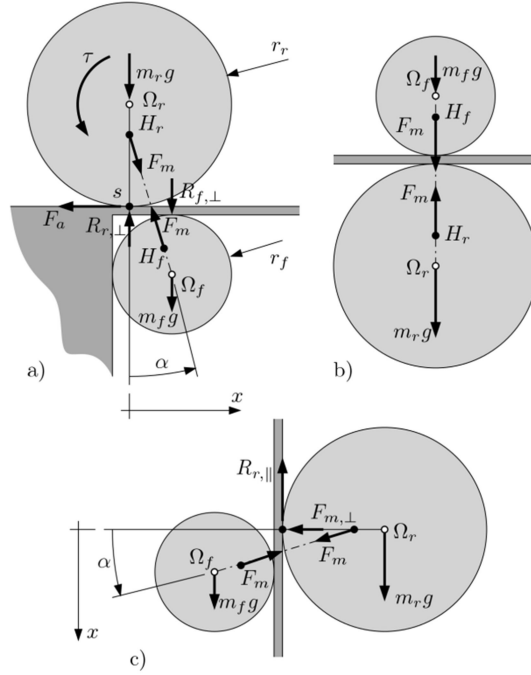 τ
m_r g
r_r
Ω_r
H_r
F_m
s
R_{f,⊥}
F_a
R_{r,⊥}
F_m
H_f
r_f
Ω_f
m_f g
α
a)
x
Ω_f
m_f g
F_m
H_f
F_m
H_r
Ω_r
m_r g
b)
R_{r,∥}
F_{m,⊥}
Ω_r
F_m
α
Ω_f
F_m
m_f g
m_r g
x
c)